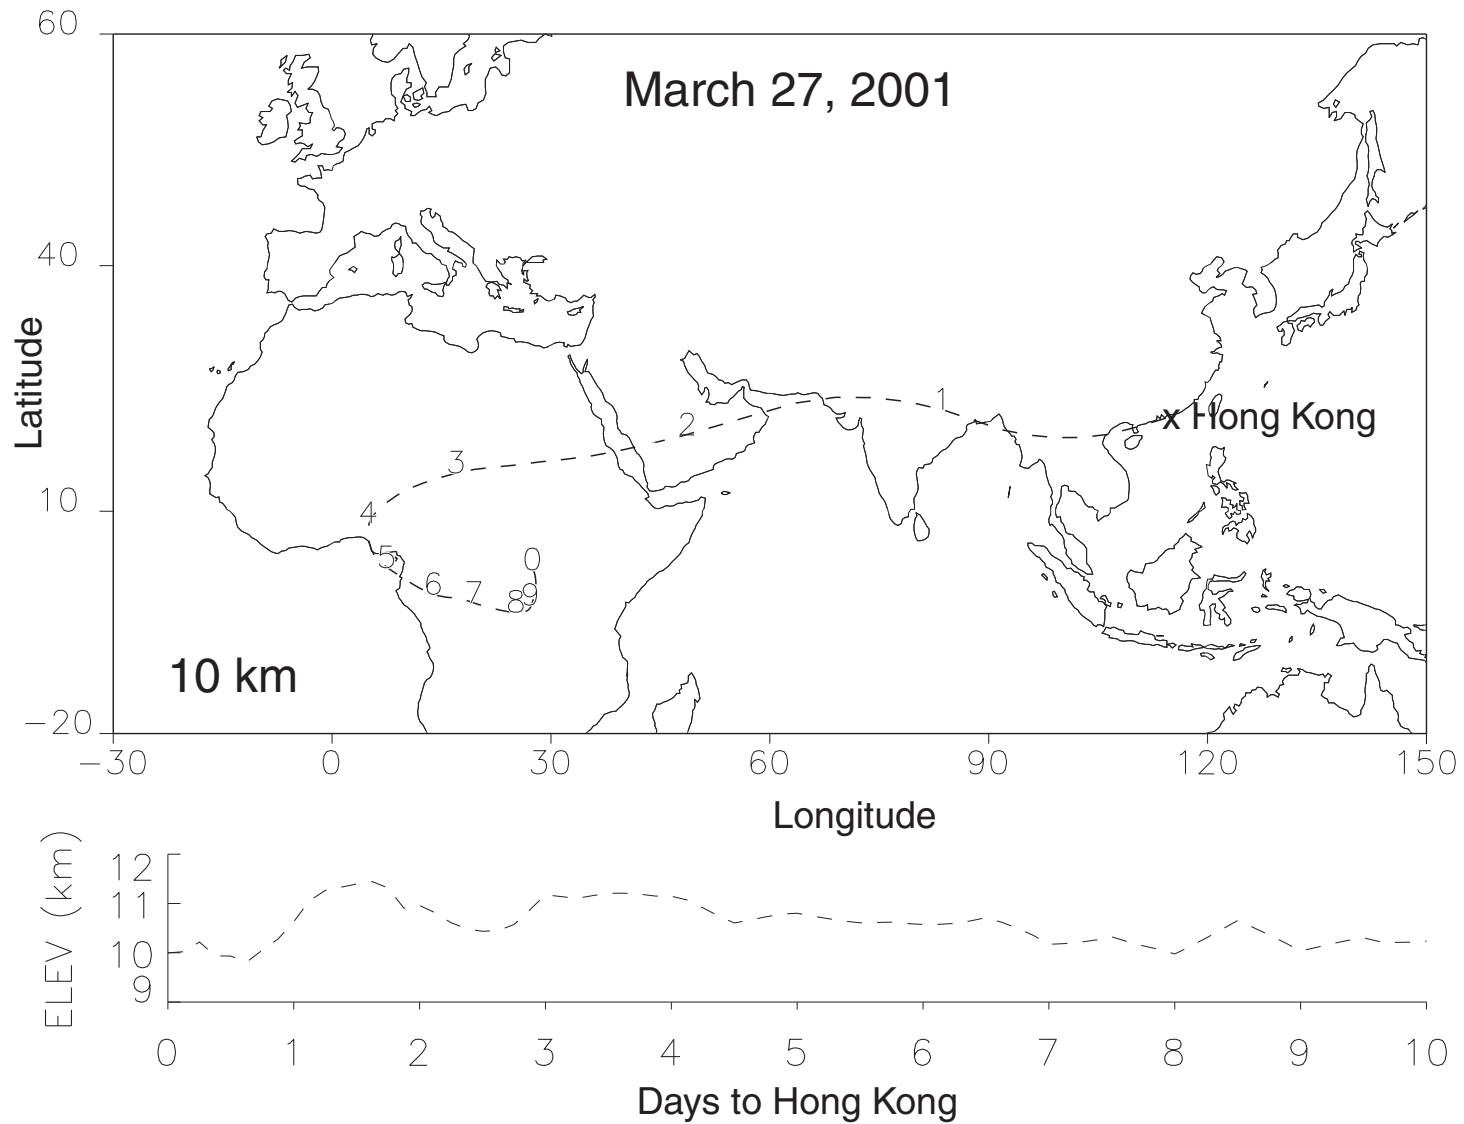 60
March 27, 2001
40
Latitude
1
x Hong Kong
2
3
10
4
5
0
6
7
8
9
10 km
−20
−30 0 30 60 90 120 150
Longitude
ELEV (km)
12
11
10
9
0 1 2 3 4 5 6 7 8 9 10
Days to Hong Kong